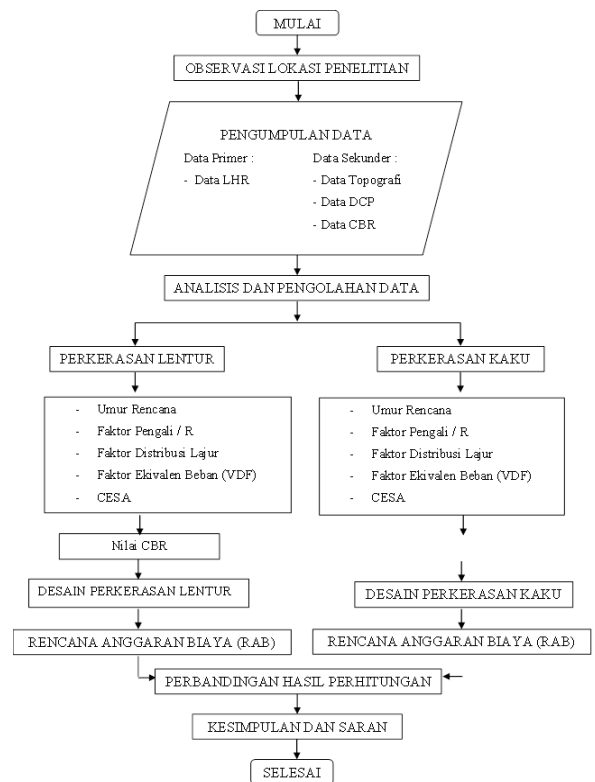 MULAI
OBSERVASI LOKASI PENELITIAN
PENGUMPULAN DATA
Data Primer :
- Data LHR
Data Sekunder :
- Data Topografi
- Data DCP
- Data CBR
ANALISIS DAN PENGOLAHAN DATA
PERKERASAN LENTUR
- Umur Rencana
- Faktor Pengali / R
- Faktor Distribusi Lajur
- Faktor Ekivalen Beban (VDF)
- CESA
Nilai CBR
DESAIN PERKERASAN LENTUR
RENCANA ANGGARAN BIAYA (RAB)
PERKERASAN KAKU
- Umur Rencana
- Faktor Pengali / R
- Faktor Distribusi Lajur
- Faktor Ekivalen Beban (VDF)
- CESA
DESAIN PERKERASAN KAKU
RENCANA ANGGARAN BIAYA (RAB)
PERBANDINGAN HASIL PERHITUNGAN
KESIMPULAN DAN SARAN
SELESAI